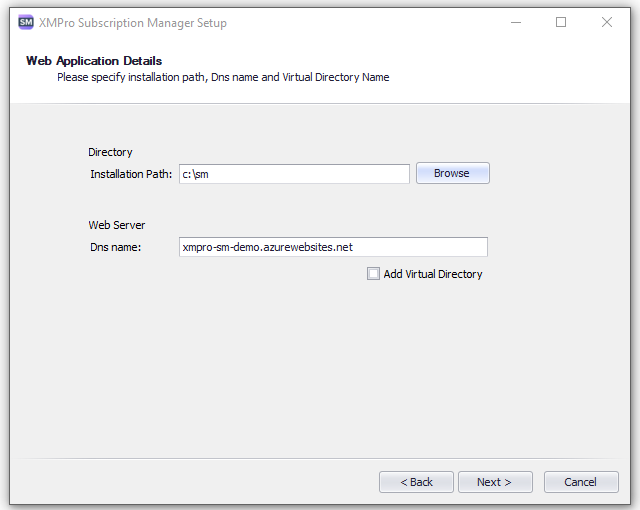 SM XMPro Subscription Manager Setup
Web Application Details
Please specify installation path, Dns name and Virtual Directory Name
Directory
Installation Path: c:\sm Browse
Web Server
Dns name: xmpro-sm-demo.azurewebsites.net
Add Virtual Directory
< Back Next > Cancel